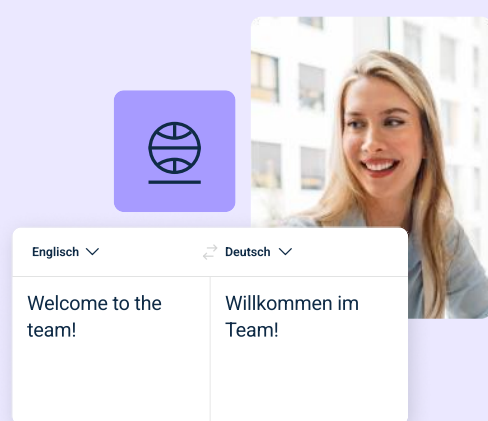 Englisch
Deutsch
Welcome to the
team!
Willkommen im
Team!